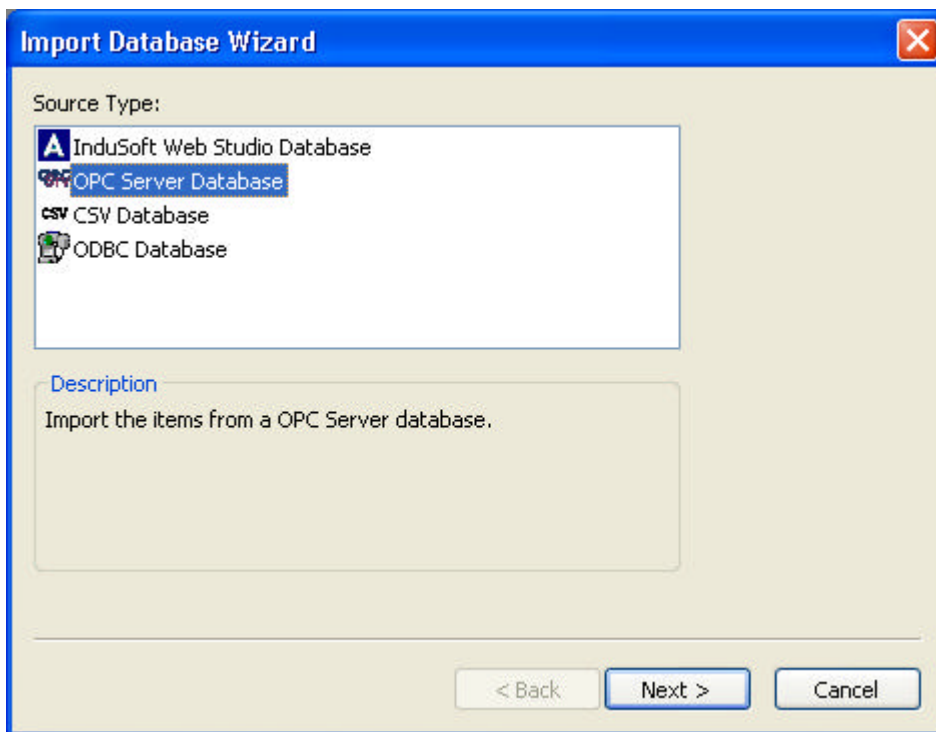 Import Database Wizard
Source Type:
InduSoft Web Studio Database
OPC Server Database
CSV CSV Database
ODBC Database
Description
Import the items from a OPC Server database.
< Back Next > Cancel